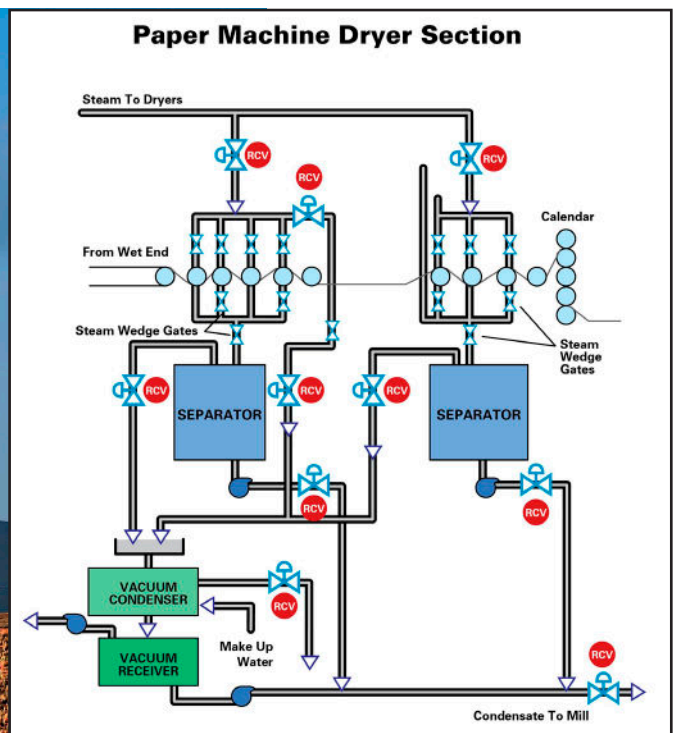 Paper Machine Dryer Section
Steam To Dryers
RCV
RCV
RCV
Calendar
From Wet End
Steam Wedge Gates
Steam
Wedge
Gates
RCV
RCV
RCV
SEPARATOR
SEPARATOR
RCV
RCV
VACUUM
CONDENSER
RCV
Make Up
Water
VACUUM
RECEIVER
RCV
Condensate To Mill